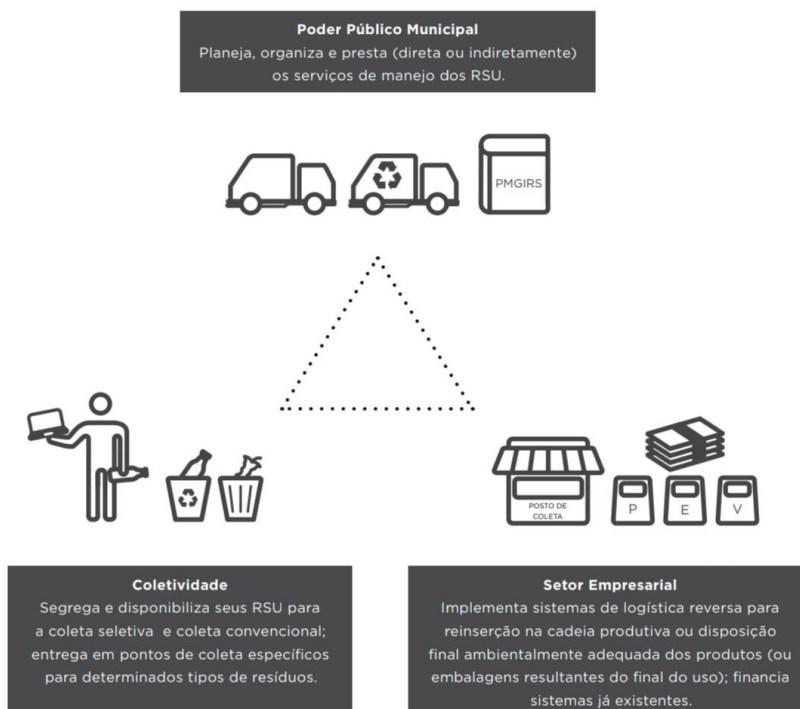 Poder Público Municipal
Planeja, organiza e presta (direta ou indiretamente)
os serviços de manejo dos RSU.
PMGIRS
POSTO DE
COLETA
P E V
Coletividade
Segrega e disponibiliza seus RSU para
a coleta seletiva e coleta convencional;
entrega em pontos de coleta específicos
para determinados tipos de resíduos.
Setor Empresarial
Implementa sistemas de logística reversa para
reinserção na cadeia produtiva ou disposição
final ambientalmente adequada dos produtos (ou
embalagens resultantes do final do uso); financia
sistemas já existentes.